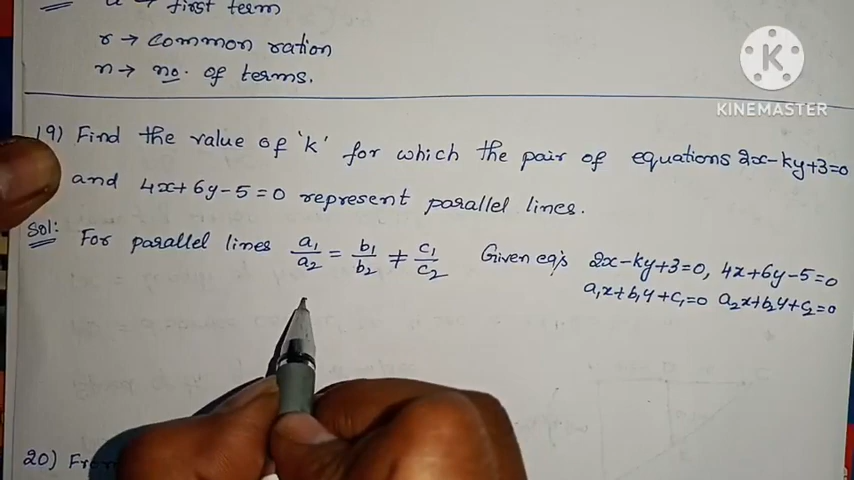 a → first term
r → common ration
n → no. of terms.
KINEMASTER
19) Find the value of 'k' for which the pair of equations 2x-ky+3=0
and 4x+6y-5=0 represent parallel lines.
Sol: For parallel lines a₁/a₂ = b₁/b₂ ≠ c₁/c₂ Given eq's 2x-ky+3=0, 4x+6y-5=0
a₁x+b₁y+c₁=0 a₂x+b₂y+c₂=0
20)